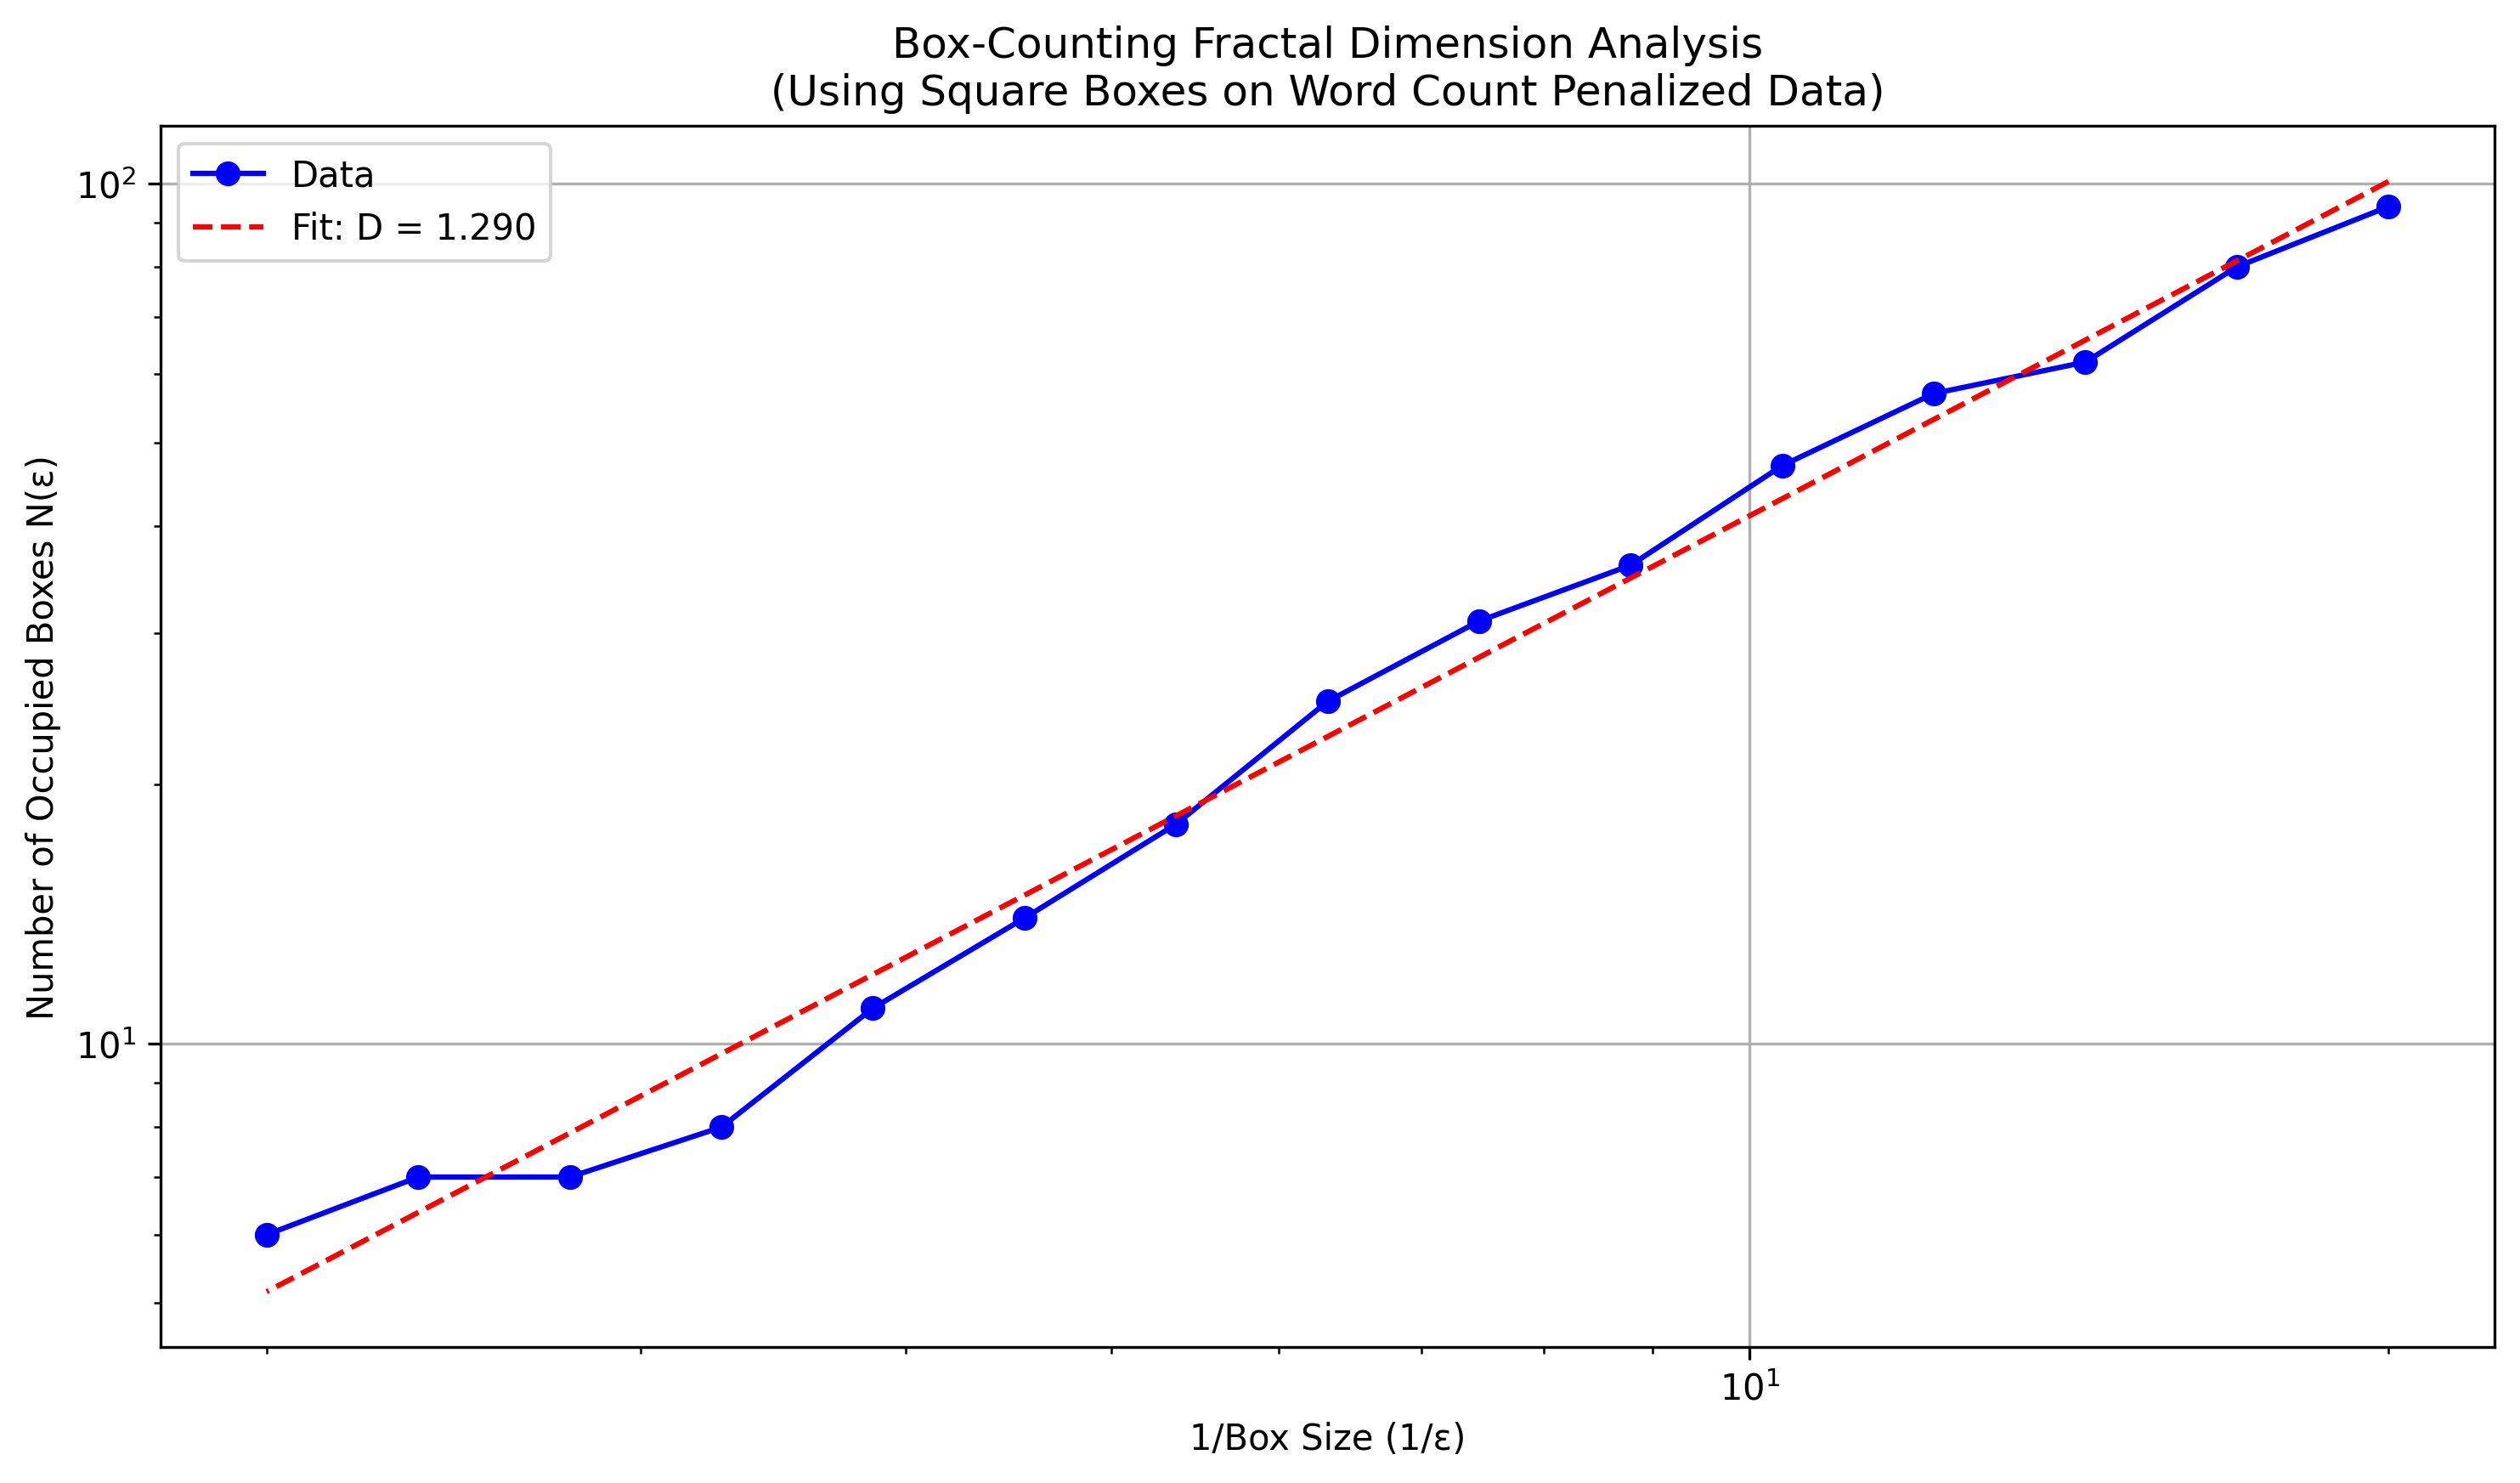 Box-Counting Fractal Dimension Analysis
(Using Square Boxes on Word Count Penalized Data)
Data
Fit: D = 1.290
10²
10¹
Number of Occupied Boxes N(ε)
10¹
1/Box Size (1/ε)